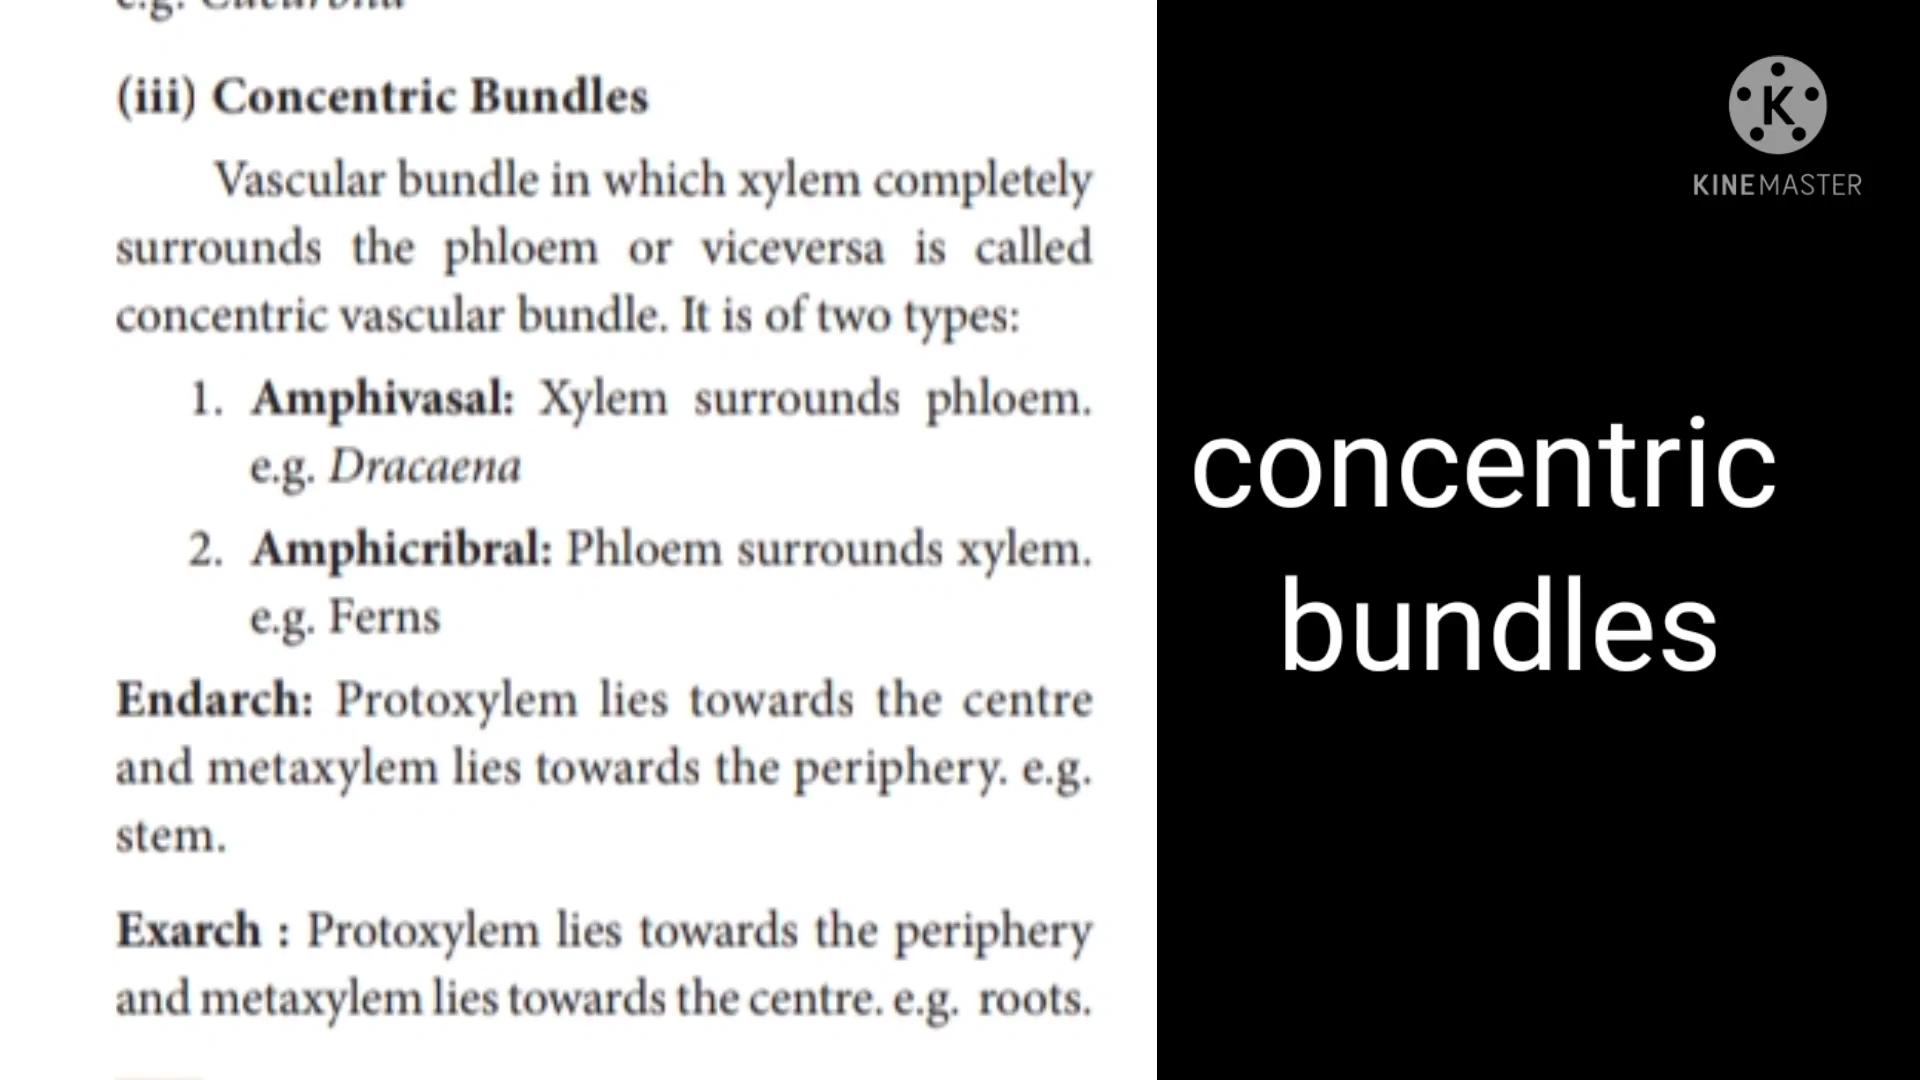 (iii) Concentric Bundles
Vascular bundle in which xylem completely
surrounds the phloem or viceversa is called
concentric vascular bundle. It is of two types:
1. Amphivasal: Xylem surrounds phloem.
e.g. Dracaena
2. Amphicribral: Phloem surrounds xylem.
e.g. Ferns
Endarch: Protoxylem lies towards the centre
and metaxylem lies towards the periphery. e.g.
stem.
Exarch : Protoxylem lies towards the periphery
and metaxylem lies towards the centre. e.g. roots.
K
KINEMASTER
concentric
bundles